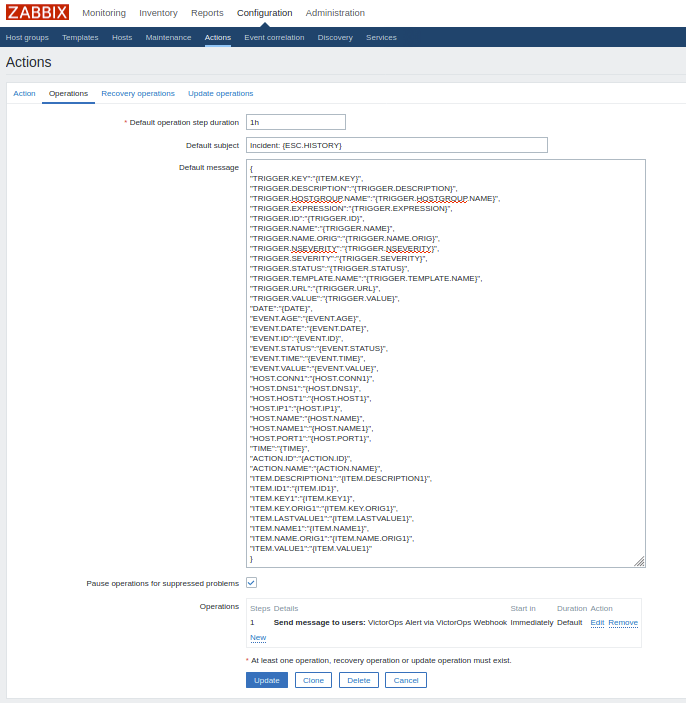 ZABBIX Monitoring Inventory Reports Configuration Administration
Host groups Templates Hosts Maintenance Actions Event correlation Discovery Services
Actions
Action Operations Recovery operations Update operations
* Default operation step duration 1h
Default subject Incident: {ESC.HISTORY}
Default message {
"TRIGGER.KEY":"{ITEM.KEY}",
"TRIGGER.DESCRIPTION":"{TRIGGER.DESCRIPTION}",
"TRIGGER.HOSTGROUP.NAME":"{TRIGGER.HOSTGROUP.NAME}",
"TRIGGER.EXPRESSION":"{TRIGGER.EXPRESSION}",
"TRIGGER.ID":"{TRIGGER.ID}",
"TRIGGER.NAME":"{TRIGGER.NAME}",
"TRIGGER.NAME.ORIG":"{TRIGGER.NAME.ORIG}",
"TRIGGER.NSEVERITY":"{TRIGGER.NSEVERITY}",
"TRIGGER.SEVERITY":"{TRIGGER.SEVERITY}",
"TRIGGER.STATUS":"{TRIGGER.STATUS}",
"TRIGGER.TEMPLATE.NAME":"{TRIGGER.TEMPLATE.NAME}",
"TRIGGER.URL":"{TRIGGER.URL}",
"TRIGGER.VALUE":"{TRIGGER.VALUE}",
"DATE":"{DATE}",
"EVENT.AGE":"{EVENT.AGE}",
"EVENT.DATE":"{EVENT.DATE}",
"EVENT.ID":"{EVENT.ID}",
"EVENT.STATUS":"{EVENT.STATUS}",
"EVENT.TIME":"{EVENT.TIME}",
"EVENT.VALUE":"{EVENT.VALUE}",
"HOST.CONN1":"{HOST.CONN1}",
"HOST.DNS1":"{HOST.DNS1}",
"HOST.HOST1":"{HOST.HOST1}",
"HOST.IP1":"{HOST.IP1}",
"HOST.NAME":"{HOST.NAME}",
"HOST.NAME1":"{HOST.NAME1}",
"HOST.PORT1":"{HOST.PORT1}",
"TIME":"{TIME}",
"ACTION.ID":"{ACTION.ID}",
"ACTION.NAME":"{ACTION.NAME}",
"ITEM.DESCRIPTION1":"{ITEM.DESCRIPTION1}",
"ITEM.ID1":"{ITEM.ID1}",
"ITEM.KEY1":"{ITEM.KEY1}",
"ITEM.KEY.ORIG1":"{ITEM.KEY.ORIG1}",
"ITEM.LASTVALUE1":"{ITEM.LASTVALUE1}",
"ITEM.NAME1":"{ITEM.NAME1}",
"ITEM.NAME.ORIG1":"{ITEM.NAME.ORIG1}",
"ITEM.VALUE1":"{ITEM.VALUE1}"
}
Pause operations for suppressed problems
Operations Steps Details Start in Duration Action
1 Send message to users: VictorOps Alert via VictorOps Webhook Immediately Default Edit Remove
New
* At least one operation, recovery operation or update operation must exist.
Update Clone Delete Cancel